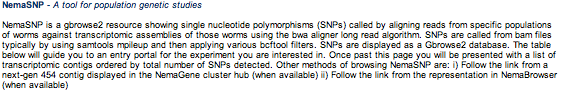 NemaSNP - A tool for population genetic studies
NemaSNP is a gbrowse2 resource showing single nucleotide polymorphisms (SNPs) called by aligning reads from specific populations
of worms against transcriptomic assemblies of those worms using the bwa aligner long read algorithm. SNPs are called from bam files
typically by using samtools mpileup and then applying various bcftool filters. SNPs are displayed as a Gbrowse2 database. The table
below will guide you to an entry portal for the experiment you are interested in. Once past this page you will be presented with a list of
transcriptomic contigs ordered by total number of SNPs detected. Other methods of browsing NemaSNP are: i) Follow the link from a
next-gen 454 contig displayed in the NemaGene cluster hub (when available) ii) Follow the link from the representation in NemaBrowser
(when available)